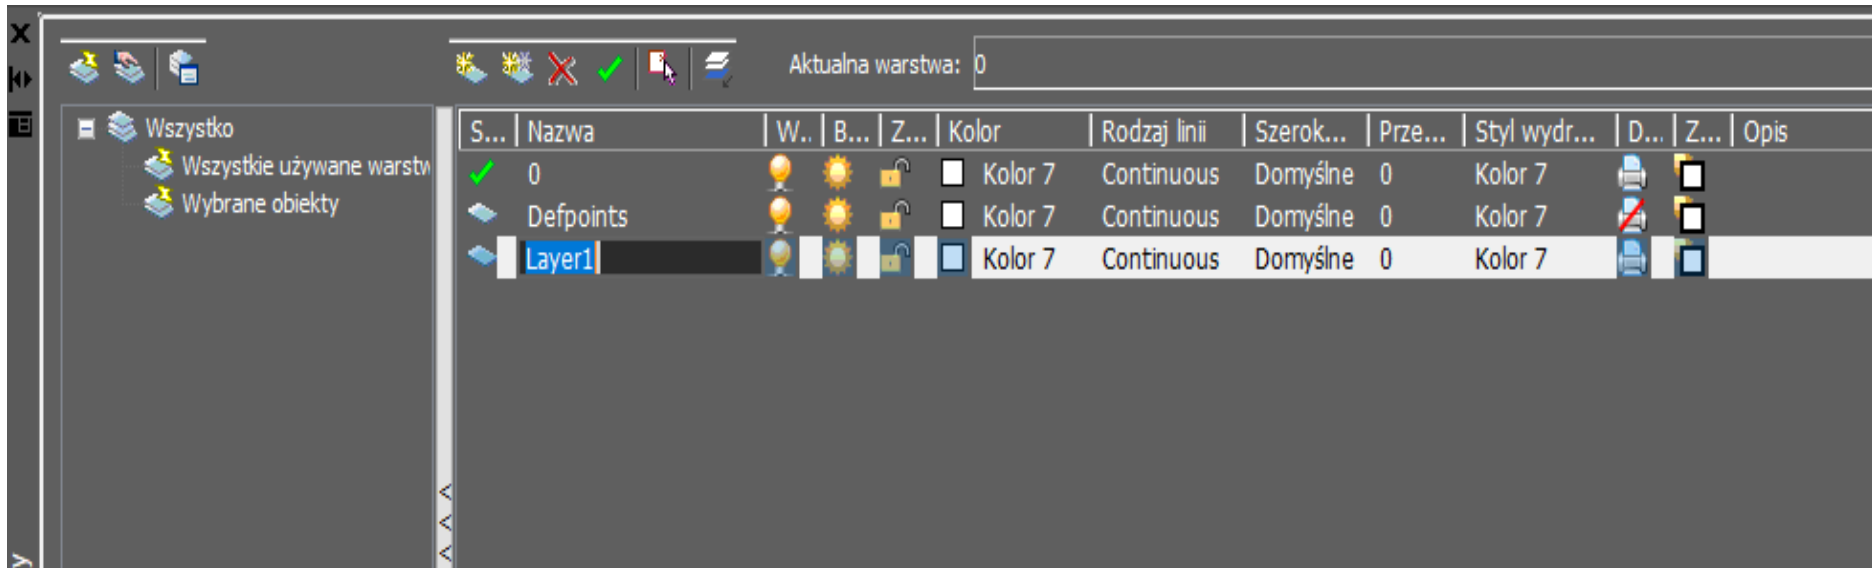 Aktualna warstwa: 0
Wszystko
Wszystkie używane warstw
Wybrane obiekty
S... Nazwa W.. B... Z... Kolor Rodzaj linii Szerok... Prze... Styl wydr... D... Z... Opis
0 Kolor 7 Continuous Domyślne 0 Kolor 7
Defpoints Kolor 7 Continuous Domyślne 0 Kolor 7
Layer1 Kolor 7 Continuous Domyślne 0 Kolor 7
<
<
<
y